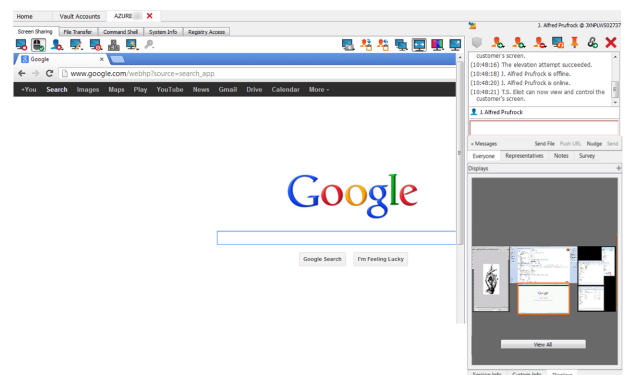 Home Vault Accounts AZURE
Screen Sharing File Transfer Command Shell System Info Registry Access
J. Alfred Prufrock @ JXNPLWS02737
Google
www.google.com/webhp?source=search_app
+You Search Images Maps Play YouTube News Gmail Drive Calendar More -
Google
Google Search I'm Feeling Lucky
customer's screen.
(10:48:16) The elevation attempt succeeded.
(10:48:18) J. Alfred Prufrock is offline.
(10:48:20) J. Alfred Prufrock is online.
(10:48:21) T.S. Eliot can now view and control the
customer's screen.
J. Alfred Prufrock
« Messages Send File Push URL Nudge Send
Everyone Representatives Notes Survey
Displays
View All
Session Info Custom Info Displays